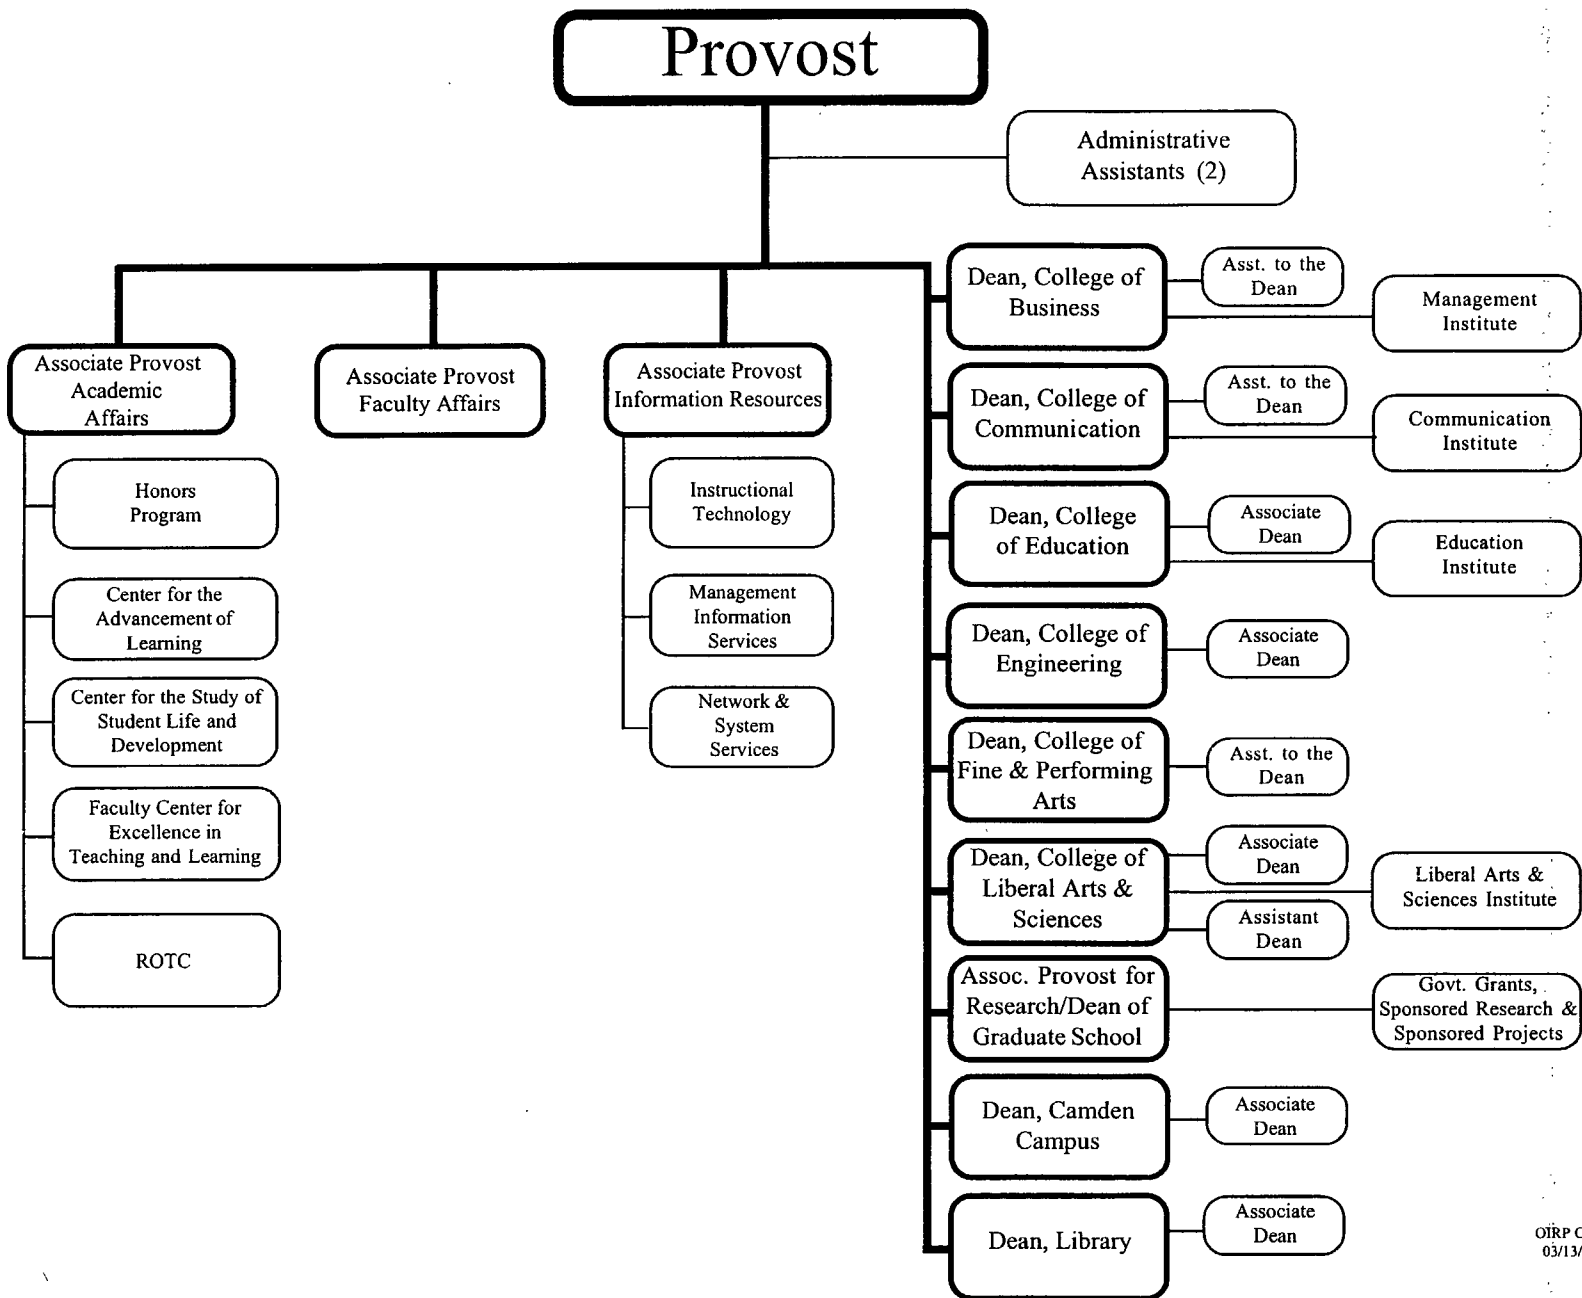 Provost
Administrative
Assistants (2)
Associate Provost
Academic
Affairs
Honors
Program
Center for the
Advancement of
Learning
Center for the Study of
Student Life and
Development
Faculty Center for
Excellence in
Teaching and Learning
ROTC
Associate Provost
Faculty Affairs
Associate Provost
Information Resources
Instructional
Technology
Management
Information
Services
Network &
System
Services
Dean, College of
Business
Asst. to the
Dean
Management
Institute
Dean, College of
Communication
Asst. to the
Dean
Communication
Institute
Dean, College
of Education
Associate
Dean
Education
Institute
Dean, College of
Engineering
Associate
Dean
Dean, College of
Fine & Performing
Arts
Asst. to the
Dean
Dean, College of
Liberal Arts &
Sciences
Associate
Dean
Liberal Arts &
Sciences Institute
Assistant
Dean
Assoc. Provost for
Research/Dean of
Graduate School
Govt. Grants,
Sponsored Research &
Sponsored Projects
Dean, Camden
Campus
Associate
Dean
Dean, Library
Associate
Dean
OIRP
03/13/